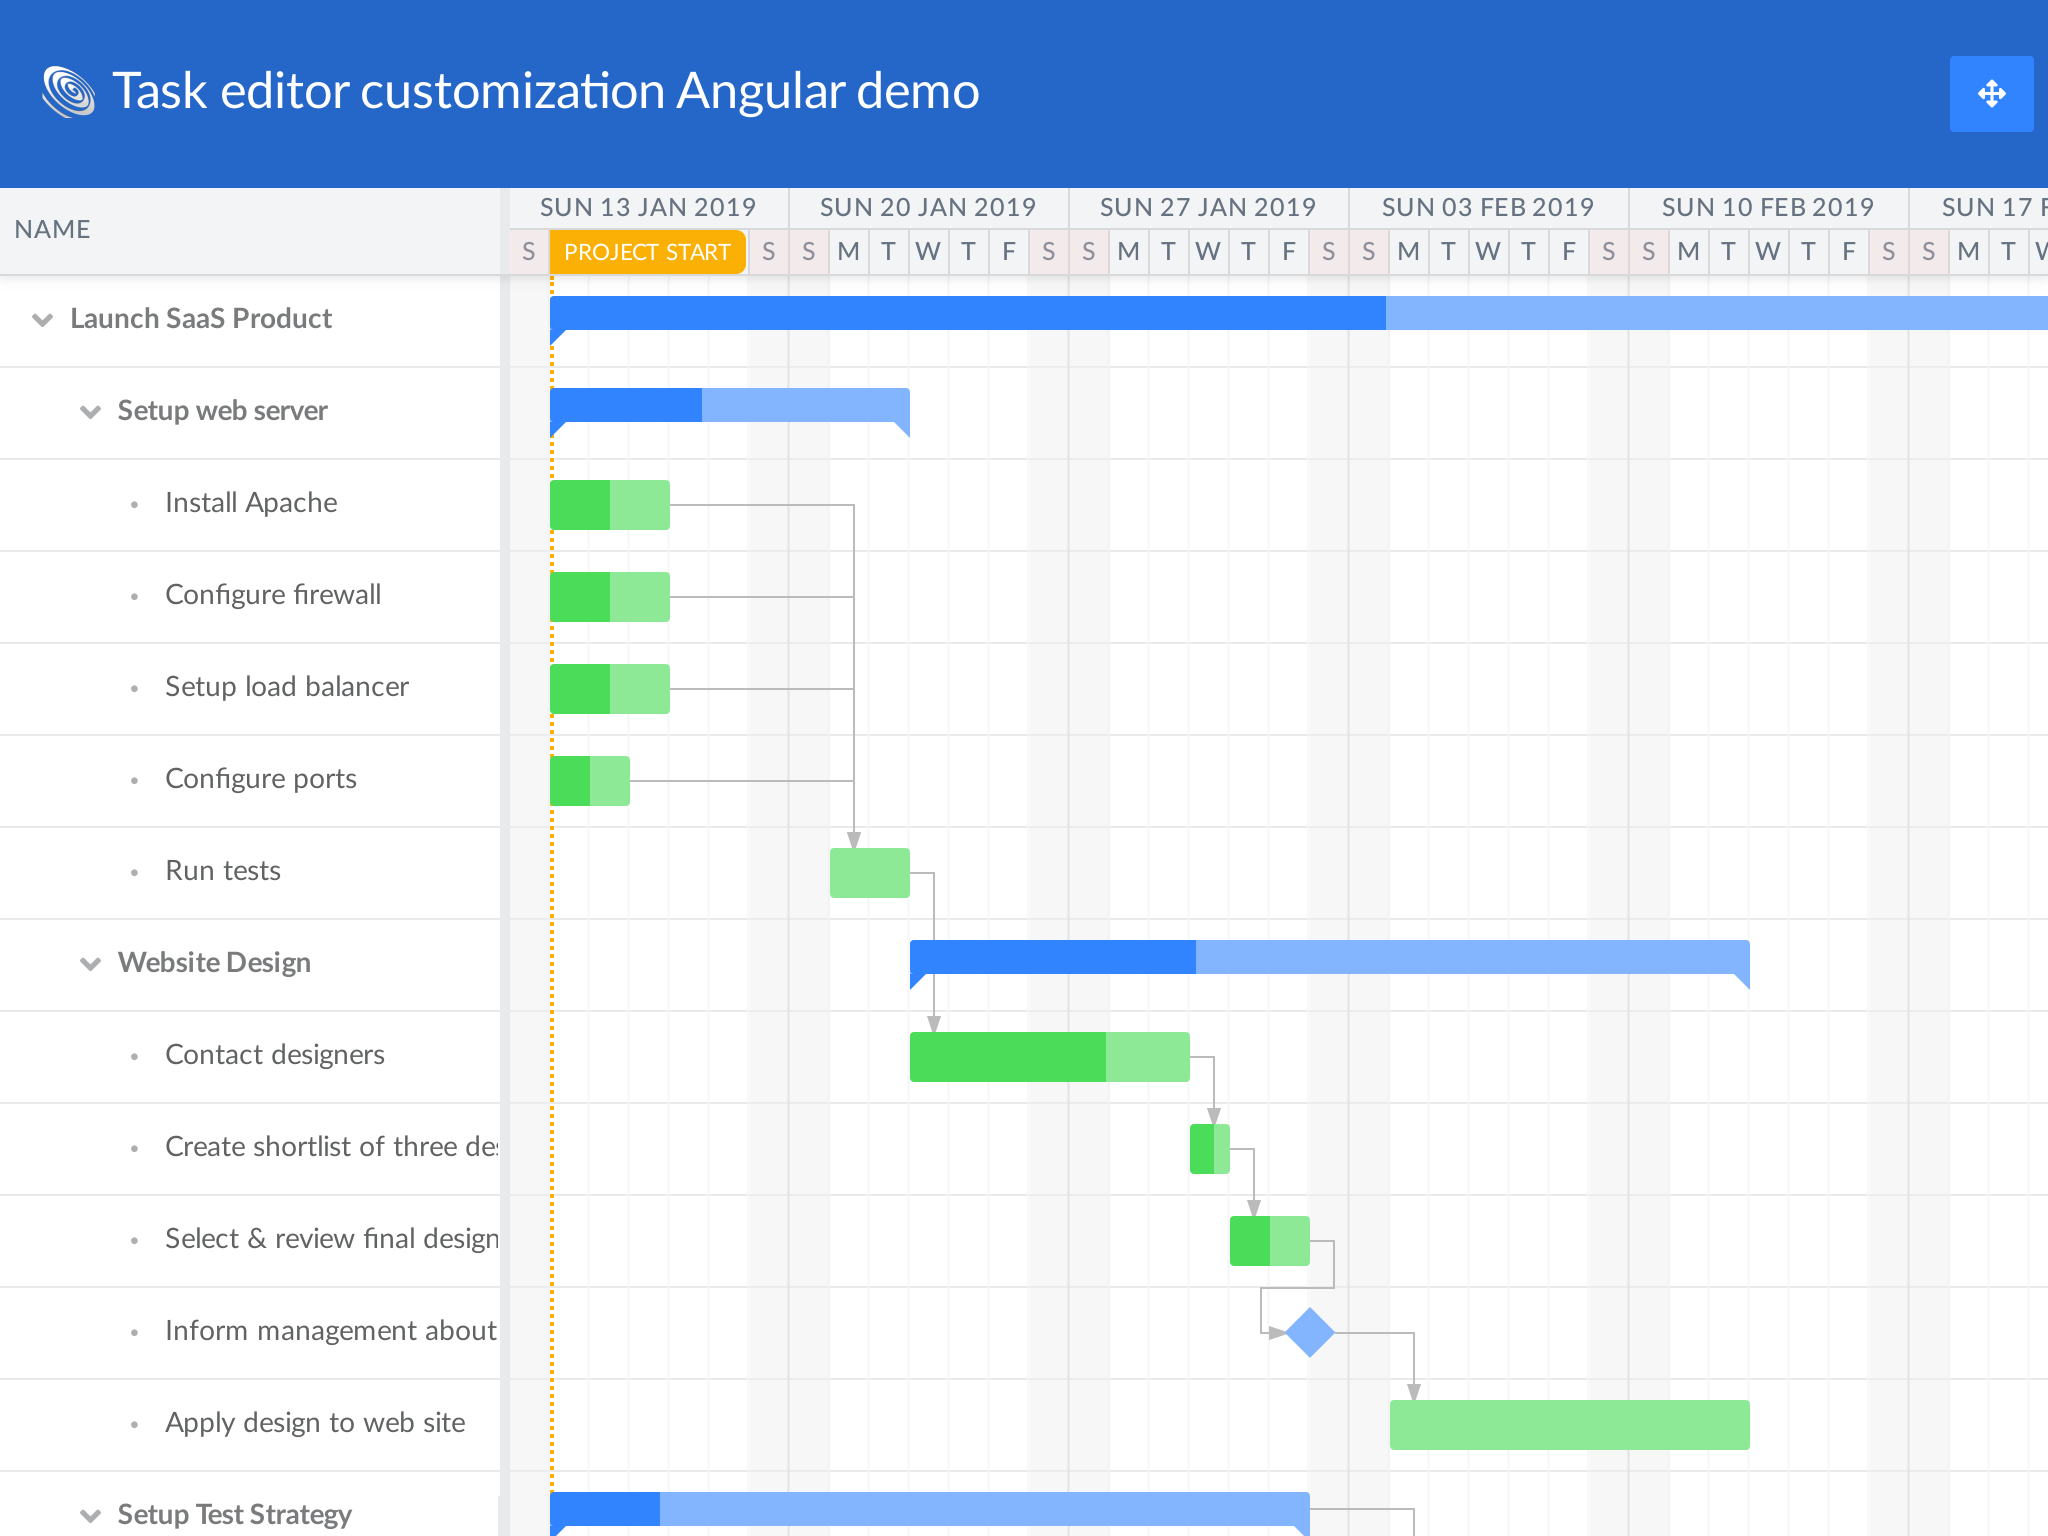 Task editor customization Angular demo
NAME
SUN 13 JAN 2019 SUN 20 JAN 2019 SUN 27 JAN 2019 SUN 03 FEB 2019 SUN 10 FEB 2019 SUN 17 F
S PROJECT START S S M T W T F S S M T W T F S S M T W T F S S M T W T F S S M T W
Launch SaaS Product
Setup web server
Install Apache
Configure firewall
Setup load balancer
Configure ports
Run tests
Website Design
Contact designers
Create shortlist of three des
Select & review final design
Inform management about
Apply design to web site
Setup Test Strategy